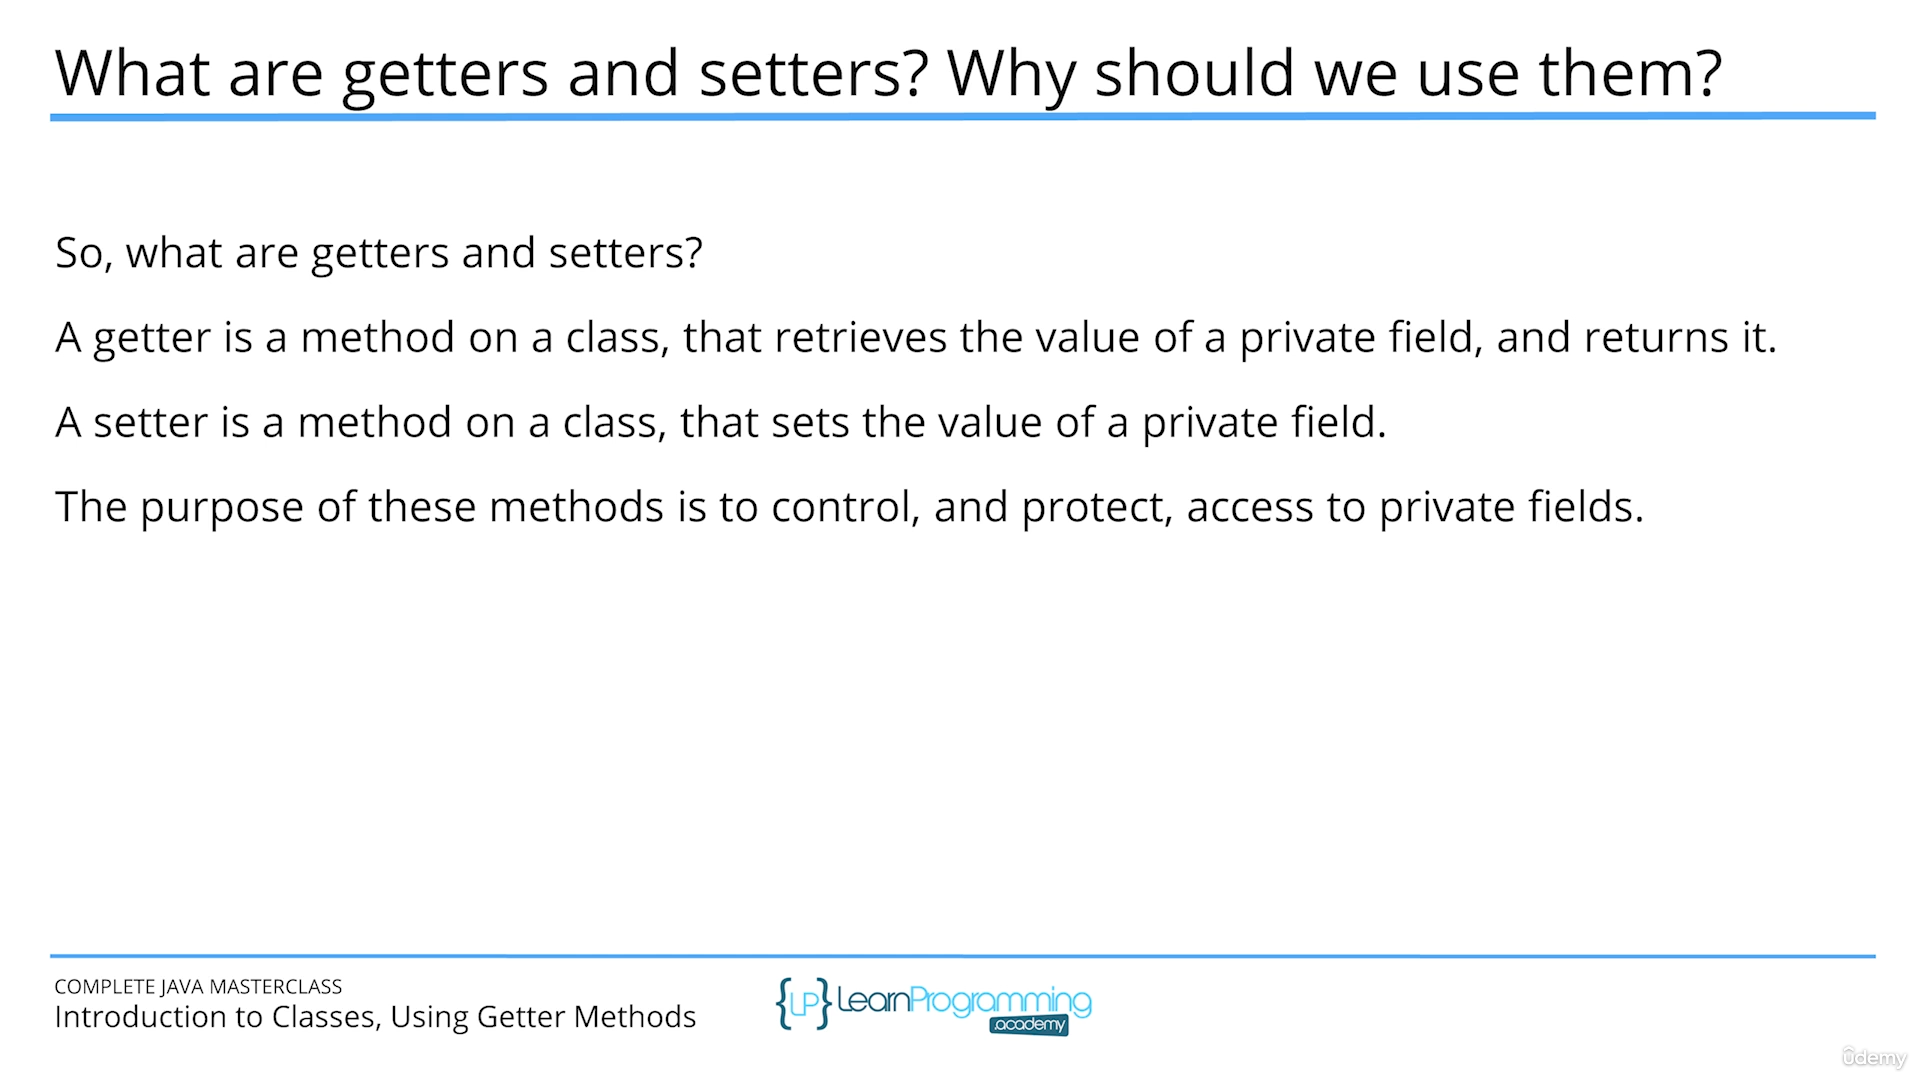 What are getters and setters? Why should we use them?
So, what are getters and setters?
A getter is a method on a class, that retrieves the value of a private field, and returns it.
A setter is a method on a class, that sets the value of a private field.
The purpose of these methods is to control, and protect, access to private fields.
COMPLETE JAVA MASTERCLASS
Introduction to Classes, Using Getter Methods
{LP} LearnProgramming
.academy
ûdemy